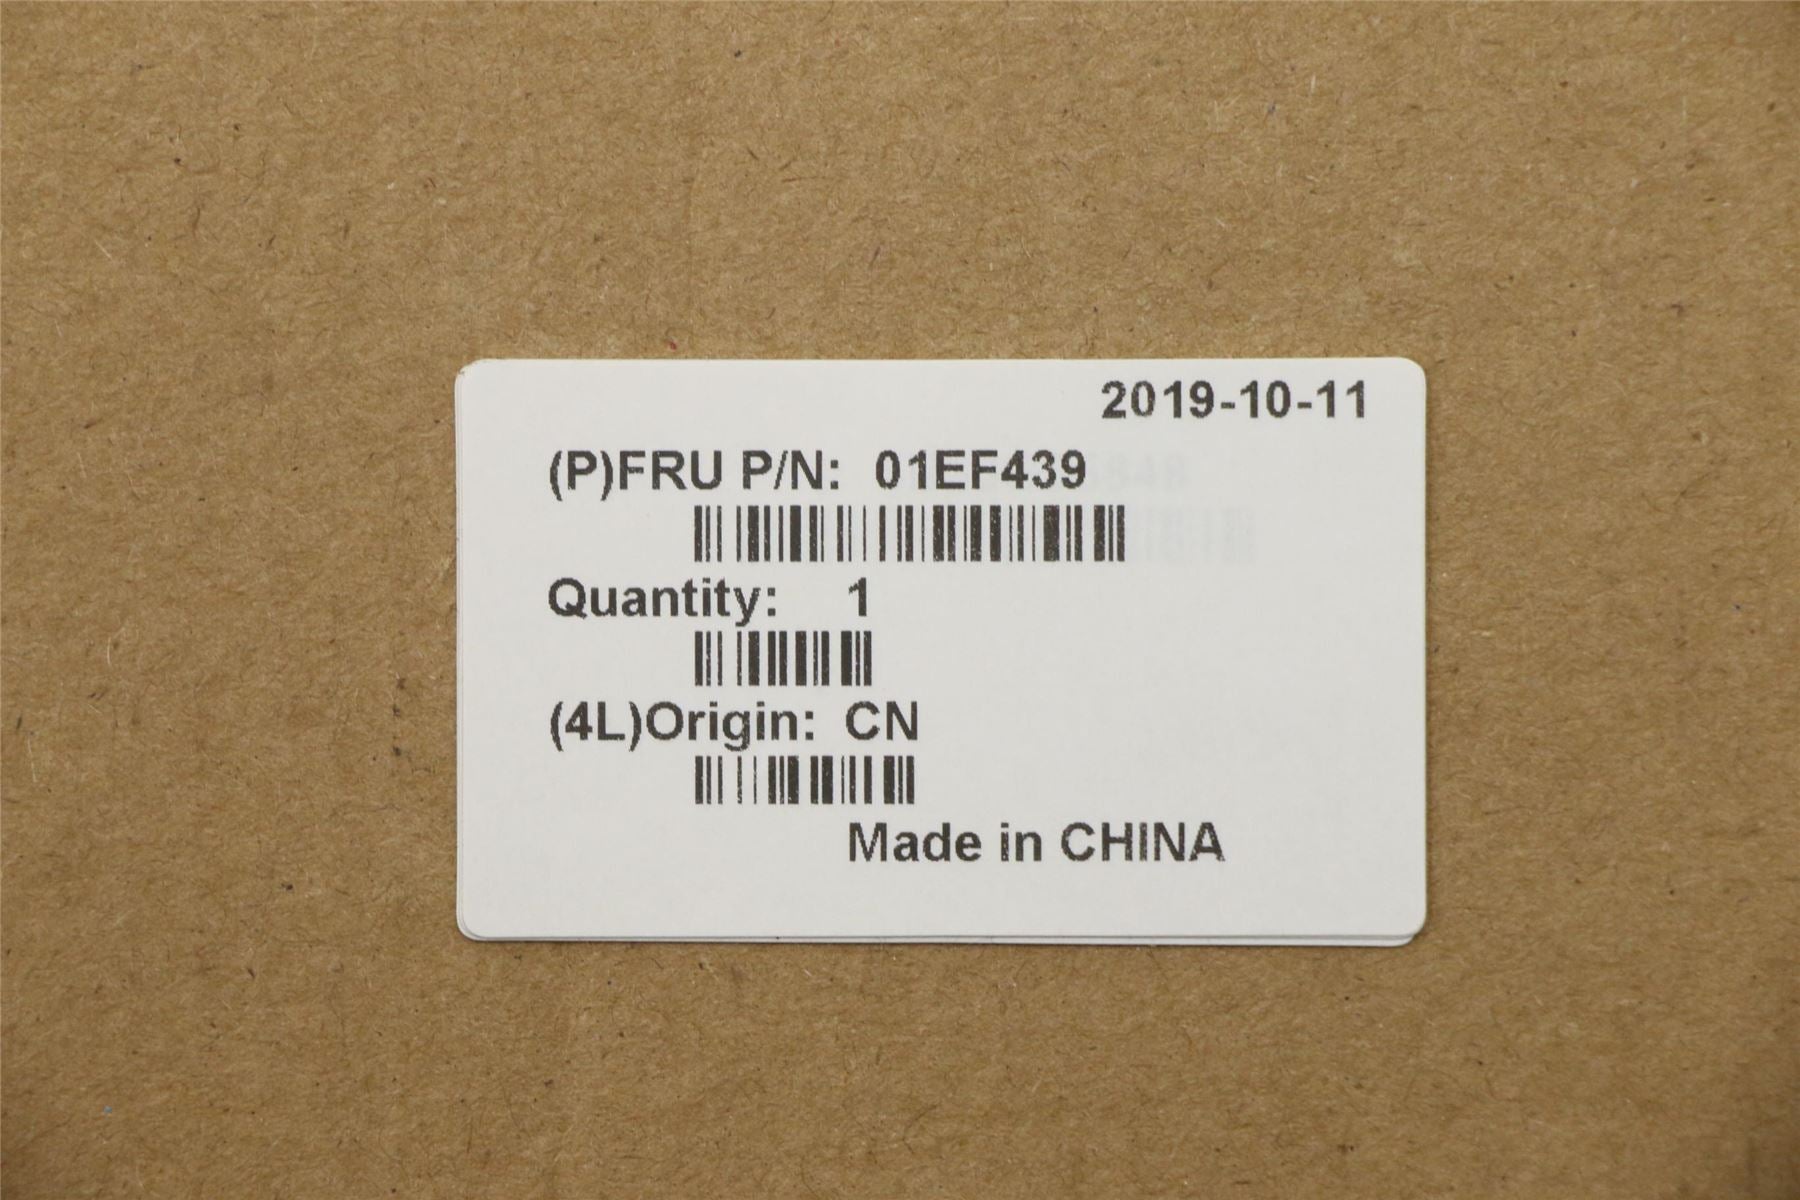 2019-10-11
(P)FRU P/N: 01EF439
Quantity: 1
(4L)Origin: CN
Made in CHINA